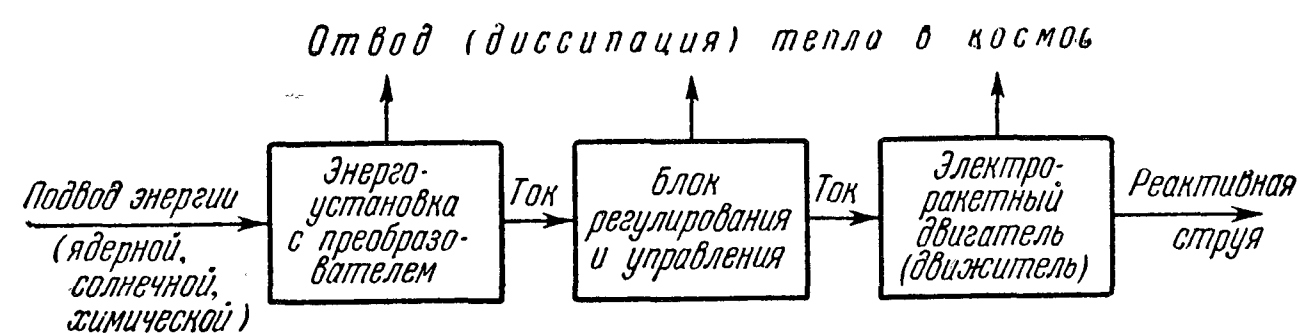 Отвод (диссипация) тепла в космос
Подвод энергии
(ядерной,
солнечной,
химической)
Энерго-
установка
с преобразо-
вателем
Ток
блок
регулирования
и управления
Ток
Электро-
ракетный
двигатель
(движитель)
Реактивная
струя